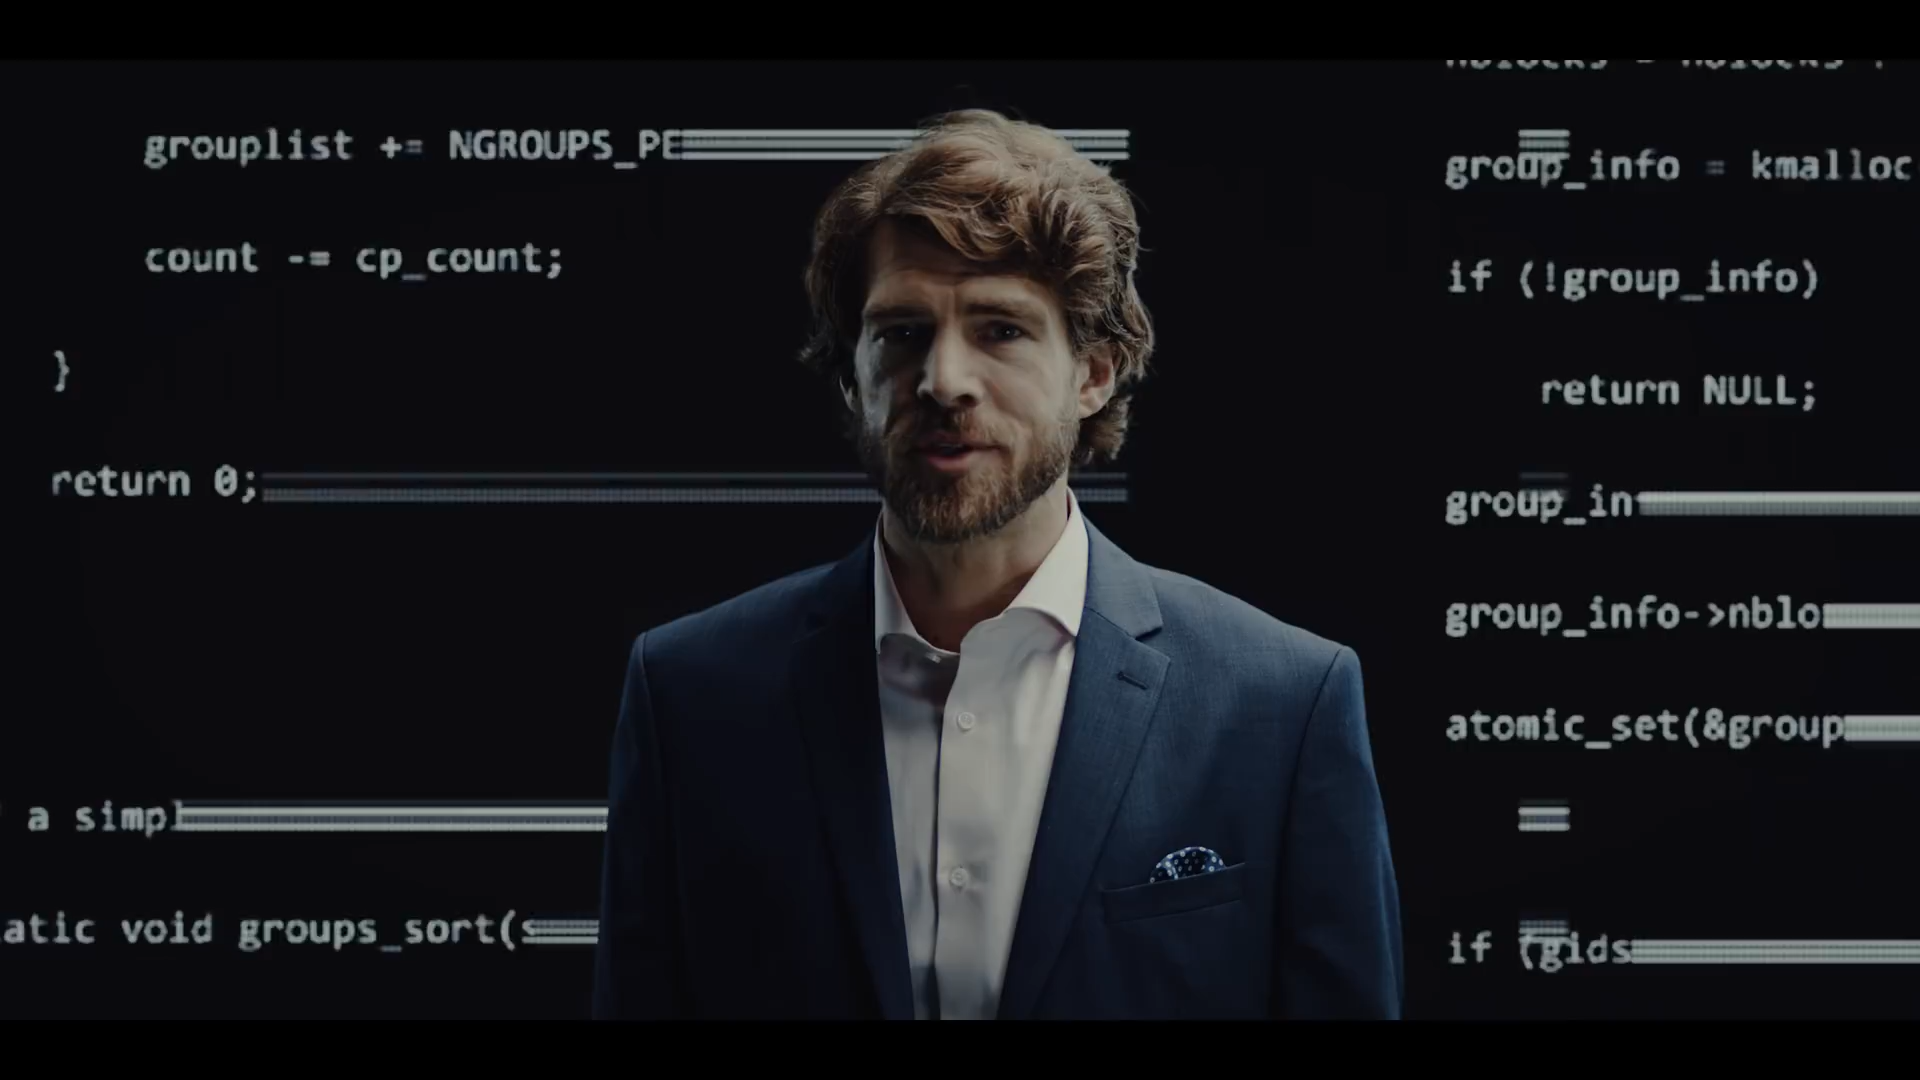 grouplist += NGROUPS_PE
count -= cp_count;
}
return 0;
a simpl
atic void groups_sort(s
group_info = kmalloc
if (!group_info)
return NULL;
group_in
group_info->nblo
atomic_set(&group
if (gids